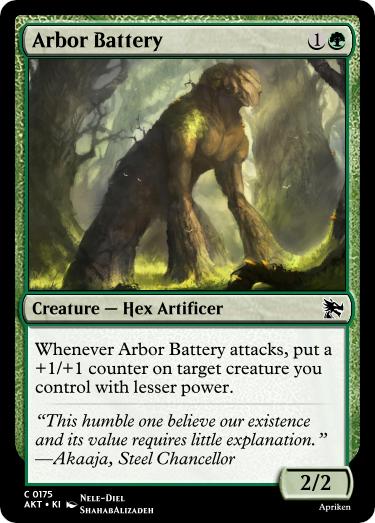 Arbor Battery 1
Creature — Hex Artificer
Whenever Arbor Battery attacks, put a
+1/+1 counter on target creature you
control with lesser power.
“This humble one believe our existence
and its value requires little explanation.”
—Akaaja, Steel Chancellor
2/2
C 0175
AKT • KI Nele-Diel
ShahabAlizadeh
Apriken